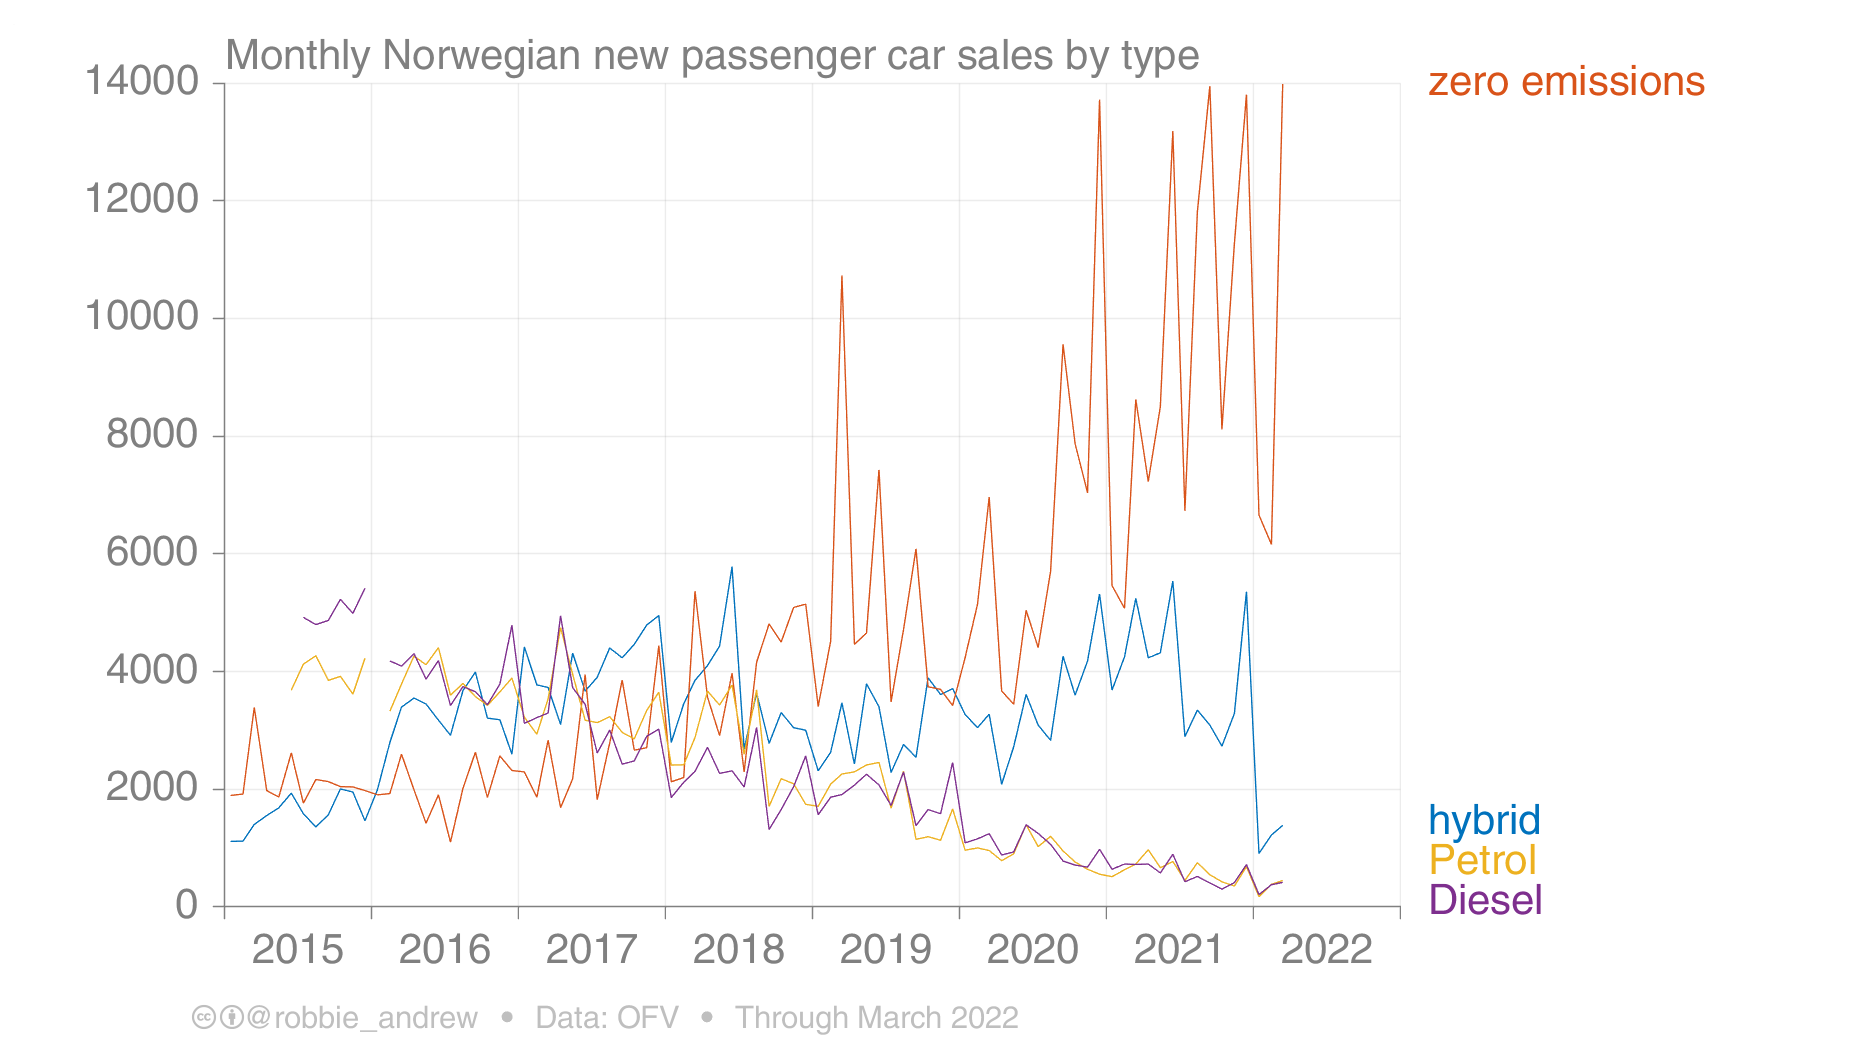 Monthly Norwegian new passenger car sales by type
14000
12000
10000
8000
6000
4000
2000
0
2015 2016 2017 2018 2019 2020 2021 2022
zero emissions
hybrid
Petrol
Diesel
cc @robbie_andrew • Data: OFV • Through March 2022